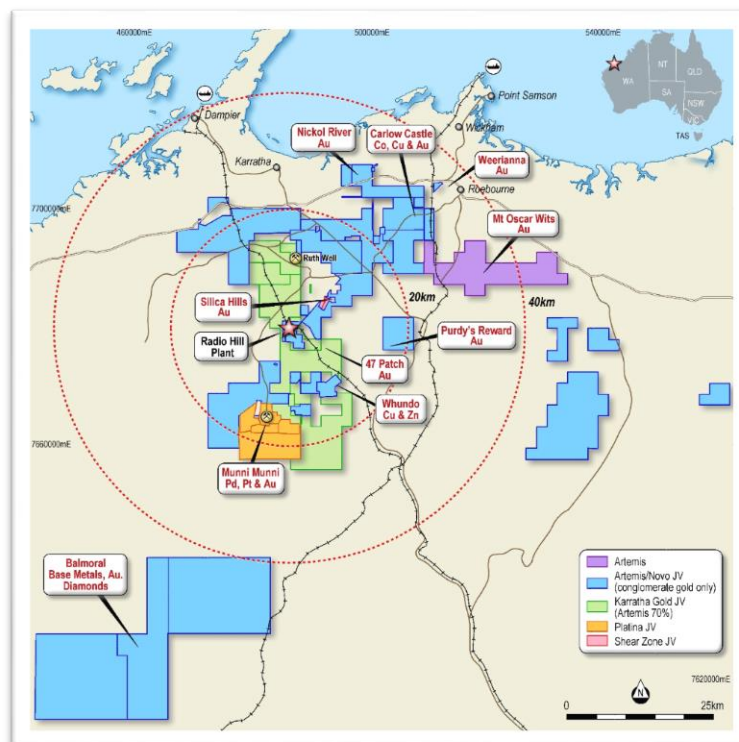 460000mE
500000mE
540000mE
NT
QLD
WA
SA
NSW
VIC
TAS
Point Samson
Dampier
Wickham
Nickol River
Au
Carlow Castle
Co, Cu & Au
Weerianna
Au
Karratha
Roebourne
7700000mE
Mt Oscar Wits
Au
Ruth Well
Silica Hills
Au
20km
40km
Radio Hill
Plant
Purdy's Reward
Au
47 Patch
Au
Whundo
Cu & Zn
7660000mE
Munni Munni
Pd, Pt & Au
Balmoral
Base Metals, Au.
Diamonds
Artemis
Artemis/Novo JV
(conglomerate gold only)
Karratha Gold JV
(Artemis 70%)
Platina JV
Shear Zone JV
7620000mE
N
0
25km